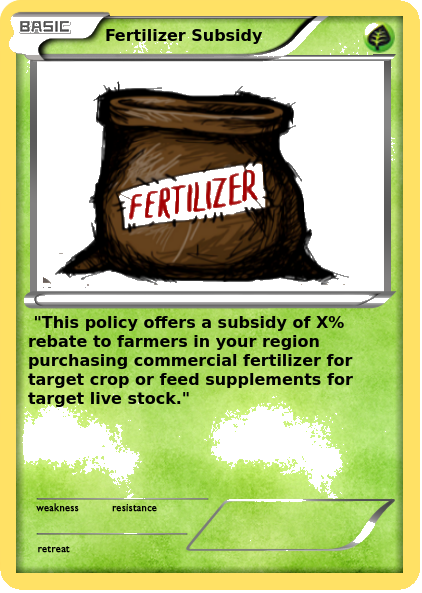 BASIC
Fertilizer Subsidy
FERTILIZER
"This policy offers a subsidy of X%
rebate to farmers in your region
purchasing commercial fertilizer for
target crop or feed supplements for
target live stock."
weakness resistance
retreat